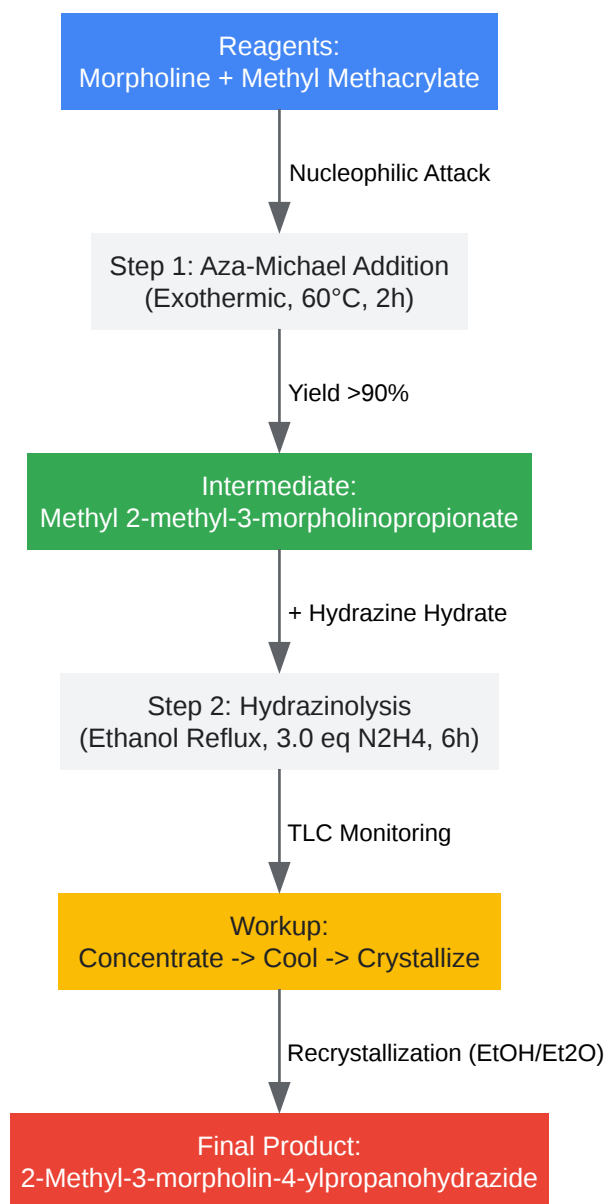 Reagents:
Morpholine + Methyl Methacrylate
Nucleophilic Attack
Step 1: Aza-Michael Addition
(Exothermic, 60°C, 2h)
Yield >90%
Intermediate:
Methyl 2-methyl-3-morpholinopropionate
+ Hydrazine Hydrate
Step 2: Hydrazinolysis
(Ethanol Reflux, 3.0 eq N2H4, 6h)
TLC Monitoring
Workup:
Concentrate -> Cool -> Crystallize
Recrystallization (EtOH/Et2O)
Final Product:
2-Methyl-3-morpholin-4-ylpropanohydrazide